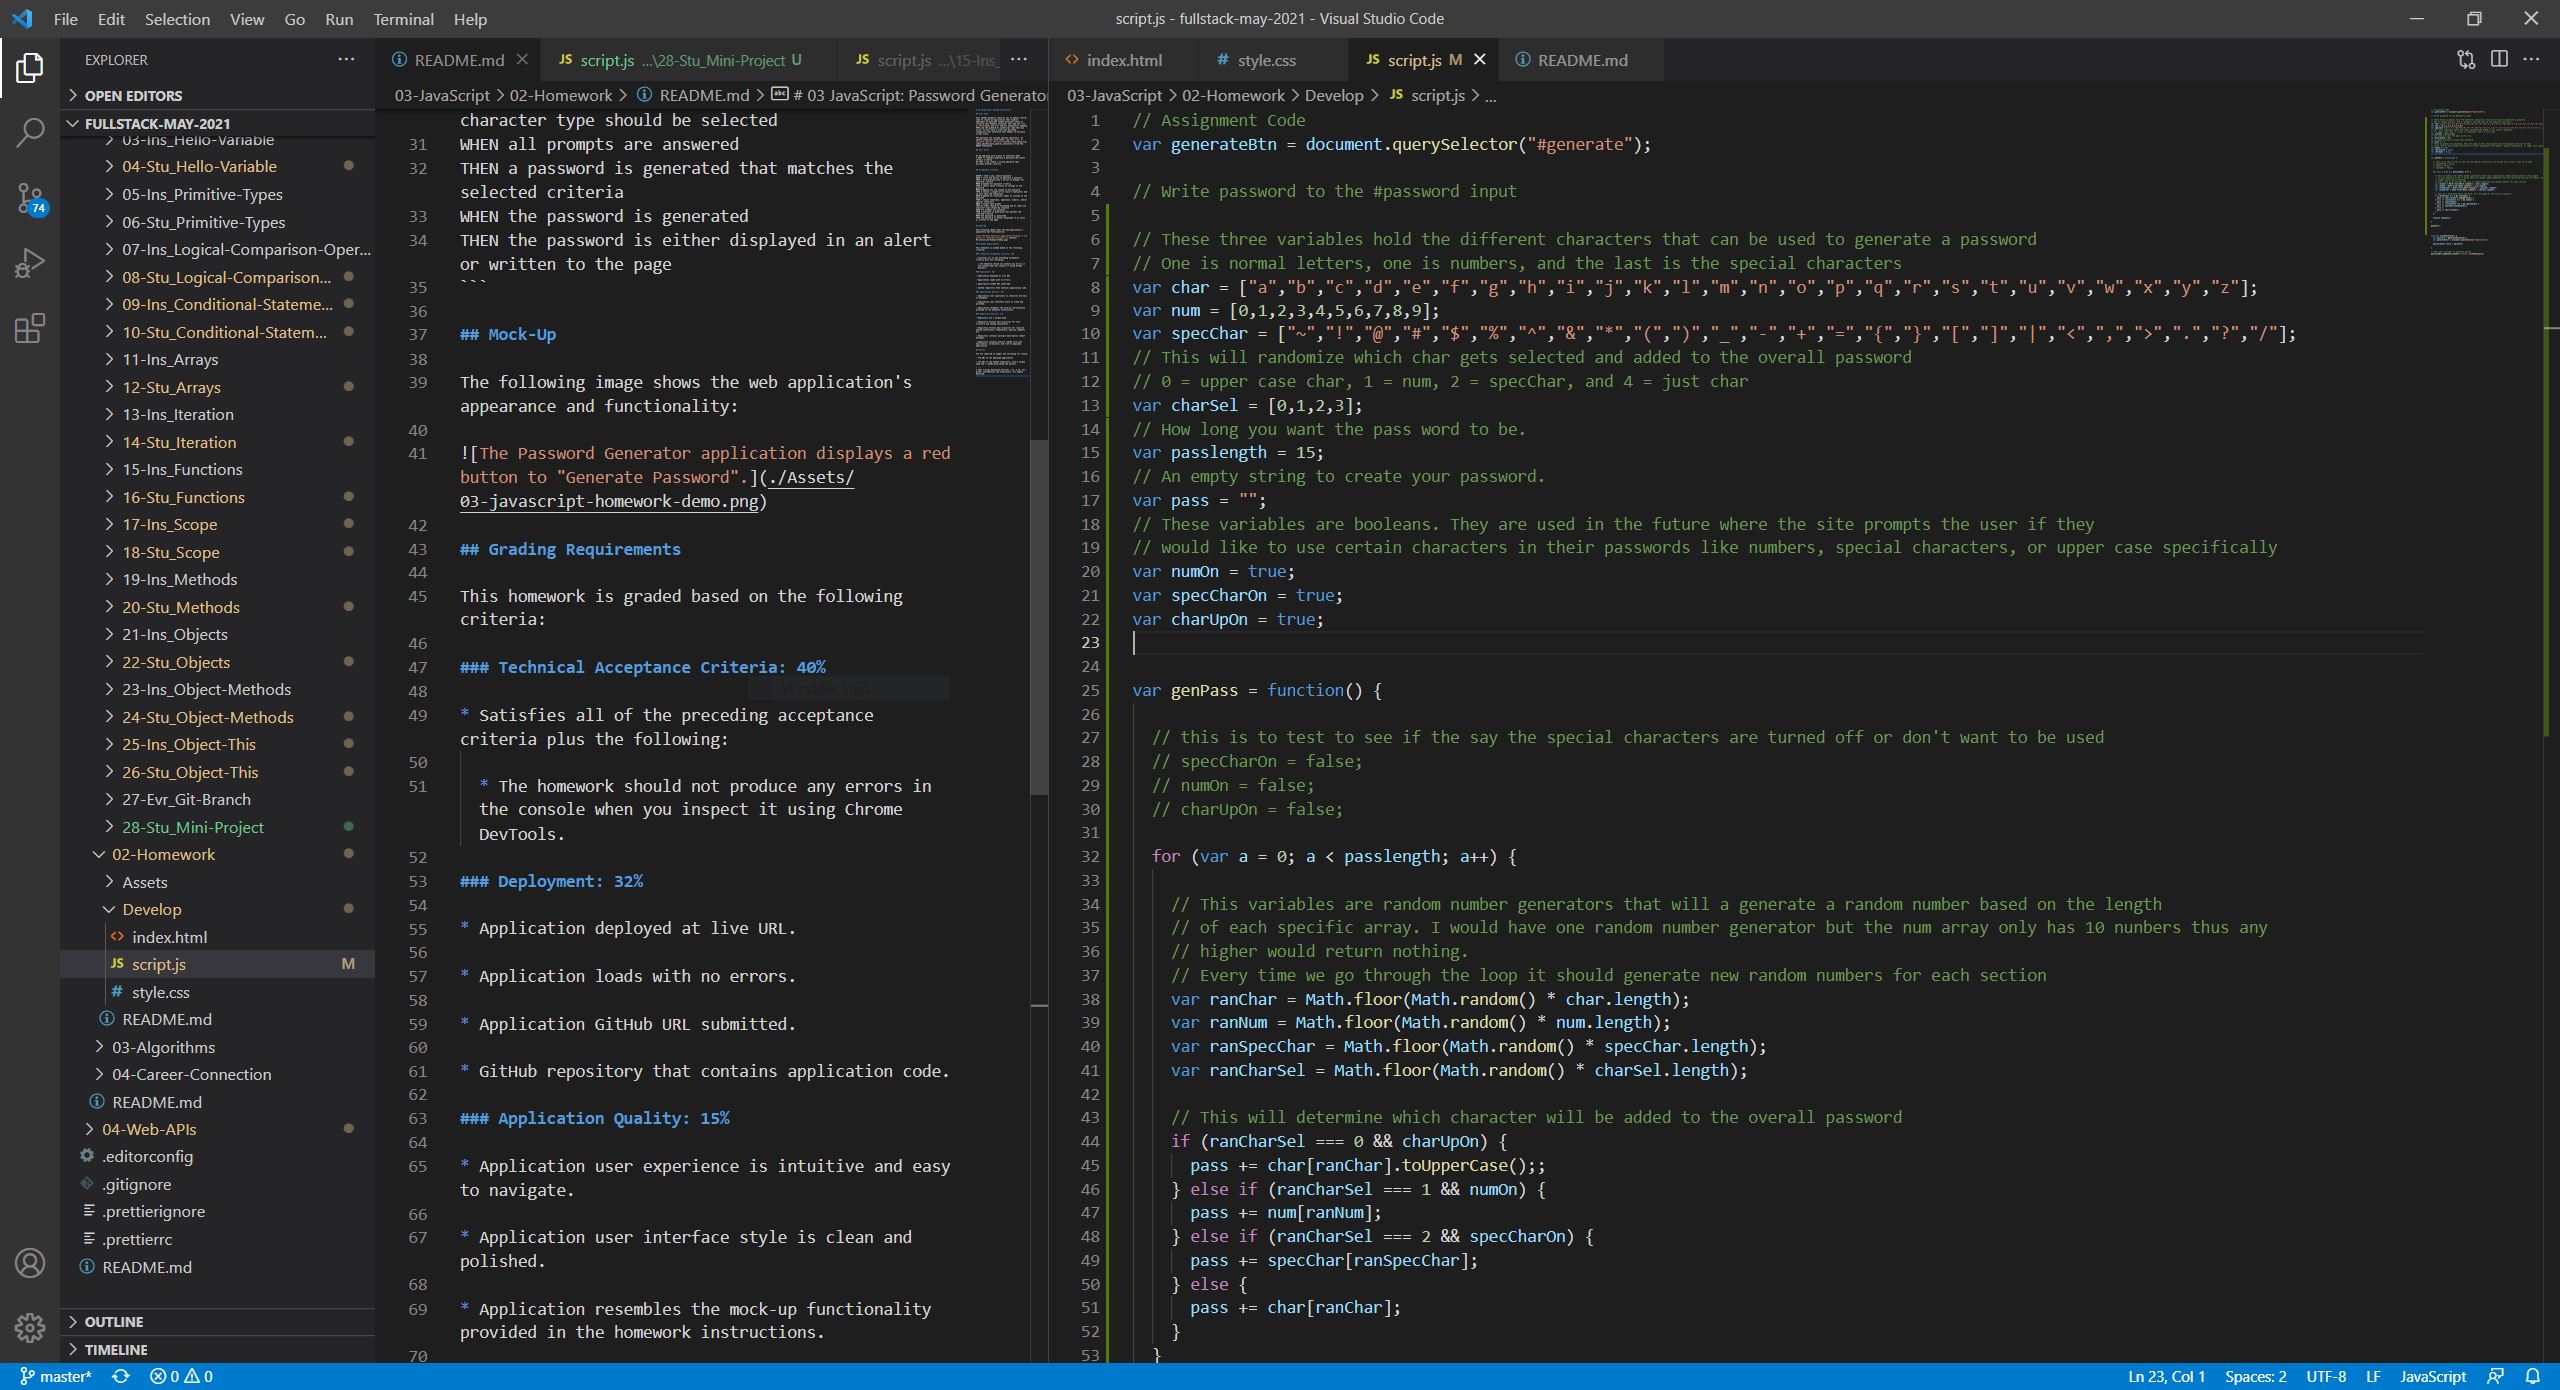 File Edit Selection View Go Run Terminal Help
script.js - fullstack-may-2021 - Visual Studio Code
EXPLORER
OPEN EDITORS
FULLSTACK-MAY-2021
03-Ins_Hello-Variable
04-Stu_Hello-Variable
05-Ins_Primitive-Types
06-Stu_Primitive-Types
07-Ins_Logical-Comparison-Oper...
08-Stu_Logical-Comparison...
09-Ins_Conditional-Stateme...
10-Stu_Conditional-Statem...
11-Ins_Arrays
12-Stu_Arrays
13-Ins_Iteration
14-Stu_Iteration
15-Ins_Functions
16-Stu_Functions
17-Ins_Scope
18-Stu_Scope
19-Ins_Methods
20-Stu_Methods
21-Ins_Objects
22-Stu_Objects
23-Ins_Object-Methods
24-Stu_Object-Methods
25-Ins_Object-This
26-Stu_Object-This
27-Evr_Git-Branch
28-Stu_Mini-Project
02-Homework
Assets
Develop
index.html
JS script.js M
# style.css
README.md
03-Algorithms
04-Career-Connection
README.md
04-Web-APIs
.editorconfig
.gitignore
.prettierignore
.prettierrc
README.md
OUTLINE
TIMELINE
74
README.md JS script.js ...\28-Stu_Mini-Project U JS script.js ...\15-Ins_ ...
03-JavaScript > 02-Homework > README.md > # 03 JavaScript: Password Generato
character type should be selected
31 WHEN all prompts are answered
32 THEN a password is generated that matches the
selected criteria
33 WHEN the password is generated
34 THEN the password is either displayed in an alert
or written to the page
35 ```
36
37 ## Mock-Up
38
39 The following image shows the web application's
appearance and functionality:
40
41 ![The Password Generator application displays a red
button to "Generate Password".](./Assets/
03-javascript-homework-demo.png)
42
43 ## Grading Requirements
44
45 This homework is graded based on the following
criteria:
46
47 ### Technical Acceptance Criteria: 40%
Window Snip
48
49 * Satisfies all of the preceding acceptance
criteria plus the following:
50
51 * The homework should not produce any errors in
the console when you inspect it using Chrome
DevTools.
52
53 ### Deployment: 32%
54
55 * Application deployed at live URL.
56
57 * Application loads with no errors.
58
59 * Application GitHub URL submitted.
60
61 * GitHub repository that contains application code.
62
63 ### Application Quality: 15%
64
65 * Application user experience is intuitive and easy
to navigate.
66
67 * Application user interface style is clean and
polished.
68
69 * Application resembles the mock-up functionality
provided in the homework instructions.
70
index.html # style.css JS script.js M README.md
03-JavaScript > 02-Homework > Develop > JS script.js > ...
1 // Assignment Code
2 var generateBtn = document.querySelector("#generate");
3
4 // Write password to the #password input
5
6 // These three variables hold the different characters that can be used to generate a password
7 // One is normal letters, one is numbers, and the last is the special characters
8 var char = ["a","b","c","d","e","f","g","h","i","j","k","l","m","n","o","p","q","r","s","t","u","v","w","x","y","z"];
9 var num = [0,1,2,3,4,5,6,7,8,9];
10 var specChar = ["~","!","@","#","$","%","^","&","*","(",")","_","-","+","=","{","}","[","]","|","<",",",">",".","?","/"];
11 // This will randomize which char gets selected and added to the overall password
12 // 0 = upper case char, 1 = num, 2 = specChar, and 4 = just char
13 var charSel = [0,1,2,3];
14 // How long you want the pass word to be.
15 var passlength = 15;
16 // An empty string to create your password.
17 var pass = "";
18 // These variables are booleans. They are used in the future where the site prompts the user if they
19 // would like to use certain characters in their passwords like numbers, special characters, or upper case specifically
20 var numOn = true;
21 var specCharOn = true;
22 var charUpOn = true;
23
24
25 var genPass = function() {
26
27 // this is to test to see if the say the special characters are turned off or don't want to be used
28 // specCharOn = false;
29 // numOn = false;
30 // charUpOn = false;
31
32 for (var a = 0; a < passlength; a++) {
33
34 // This variables are random number generators that will a generate a random number based on the length
35 // of each specific array. I would have one random number generator but the num array only has 10 nunbers thus any
36 // higher would return nothing.
37 // Every time we go through the loop it should generate new random numbers for each section
38 var ranChar = Math.floor(Math.random() * char.length);
39 var ranNum = Math.floor(Math.random() * num.length);
40 var ranSpecChar = Math.floor(Math.random() * specChar.length);
41 var ranCharSel = Math.floor(Math.random() * charSel.length);
42
43 // This will determine which character will be added to the overall password
44 if (ranCharSel === 0 && charUpOn) {
45 pass += char[ranChar].toUpperCase();;
46 } else if (ranCharSel === 1 && numOn) {
47 pass += num[ranNum];
48 } else if (ranCharSel === 2 && specCharOn) {
49 pass += specChar[ranSpecChar];
50 } else {
51 pass += char[ranChar];
52 }
53 }
master* 0 0 Ln 23, Col 1 Spaces: 2 UTF-8 LF JavaScript